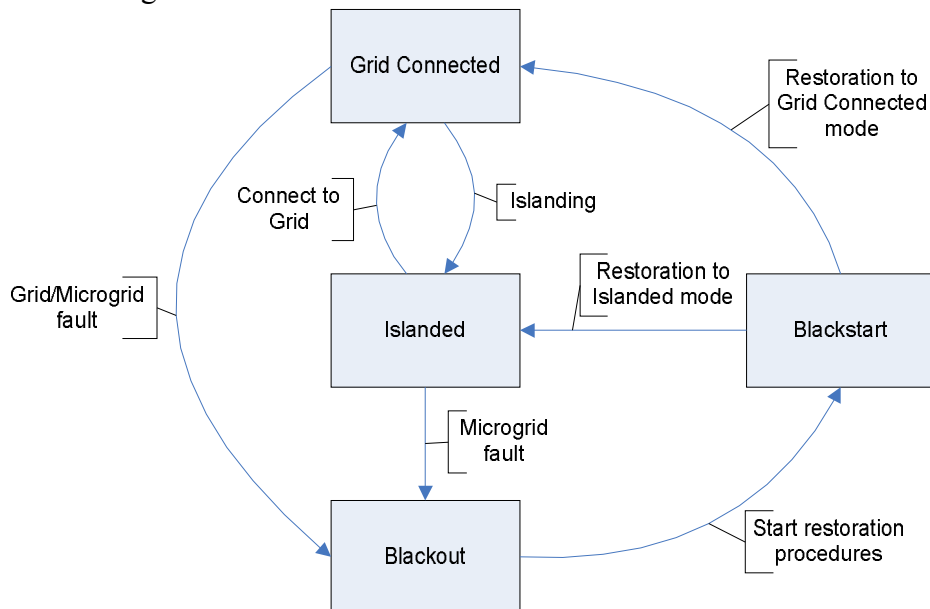 Grid Connected
Restoration to
Grid Connected
mode
Connect to
Grid
Islanding
Grid/Microgrid
fault
Restoration to
Islanded mode
Islanded
Blackstart
Microgrid
fault
Start restoration
procedures
Blackout